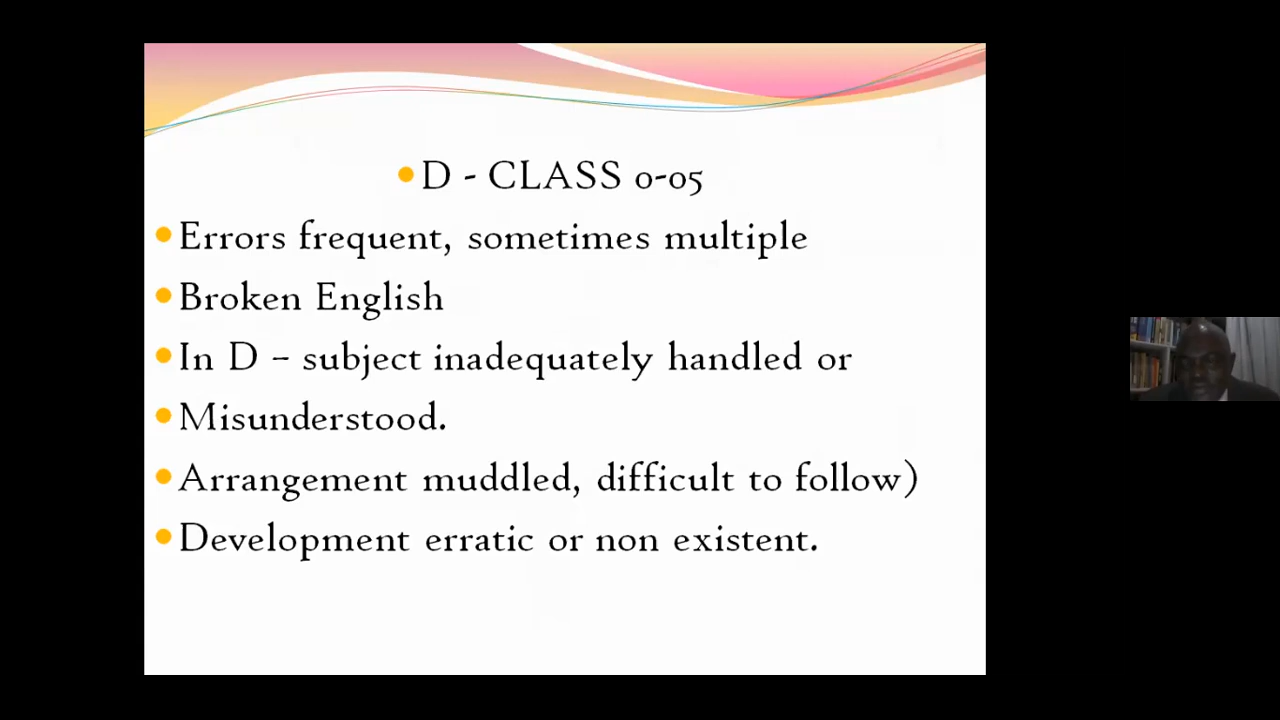 D - CLASS 0-05
Errors frequent, sometimes multiple
Broken English
In D – subject inadequately handled or
Misunderstood.
Arrangement muddled, difficult to follow)
Development erratic or non existent.